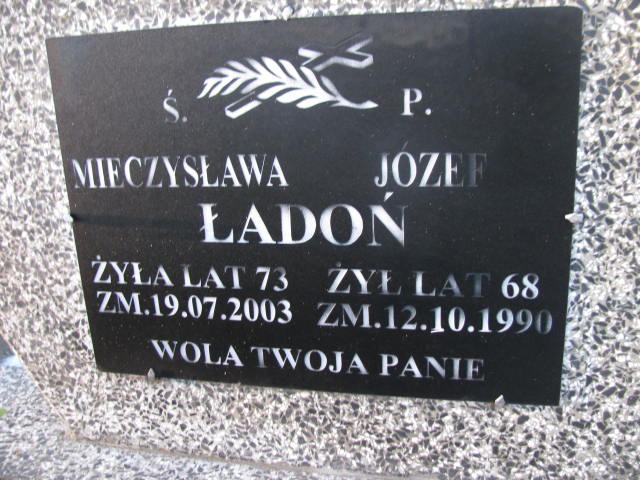 Ś. P.
MIECZYSŁAWA JÓZEF
ŁADOŃ
ŻYŁA LAT 73 ŻYŁ LAT 68
ZM.19.07.2003 ZM.12.10.1990
WOLA TWOJA PANIE